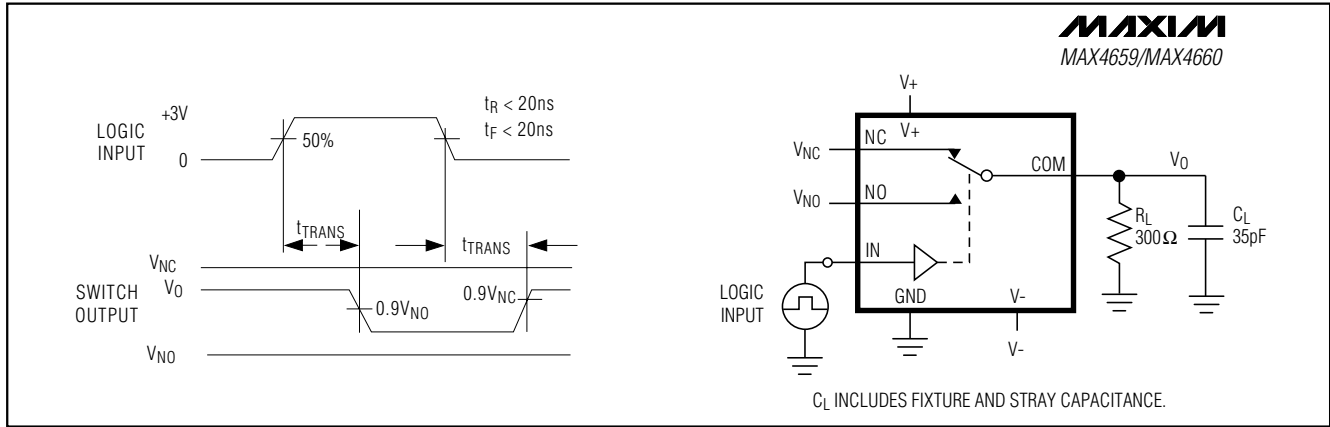 MAXIM
MAX4659/MAX4660
LOGIC
INPUT
+3V
0
50%
tR < 20ns
tF < 20ns
tTRANS
tTRANS
VNC
SWITCH
OUTPUT
VO
0.9VNO
0.9VNC
VNO
V+
V+
VNC
NC
VNO
NO
COM
VO
RL
300Ω
CL
35pF
IN
LOGIC
INPUT
GND
V-
V-
CL INCLUDES FIXTURE AND STRAY CAPACITANCE.